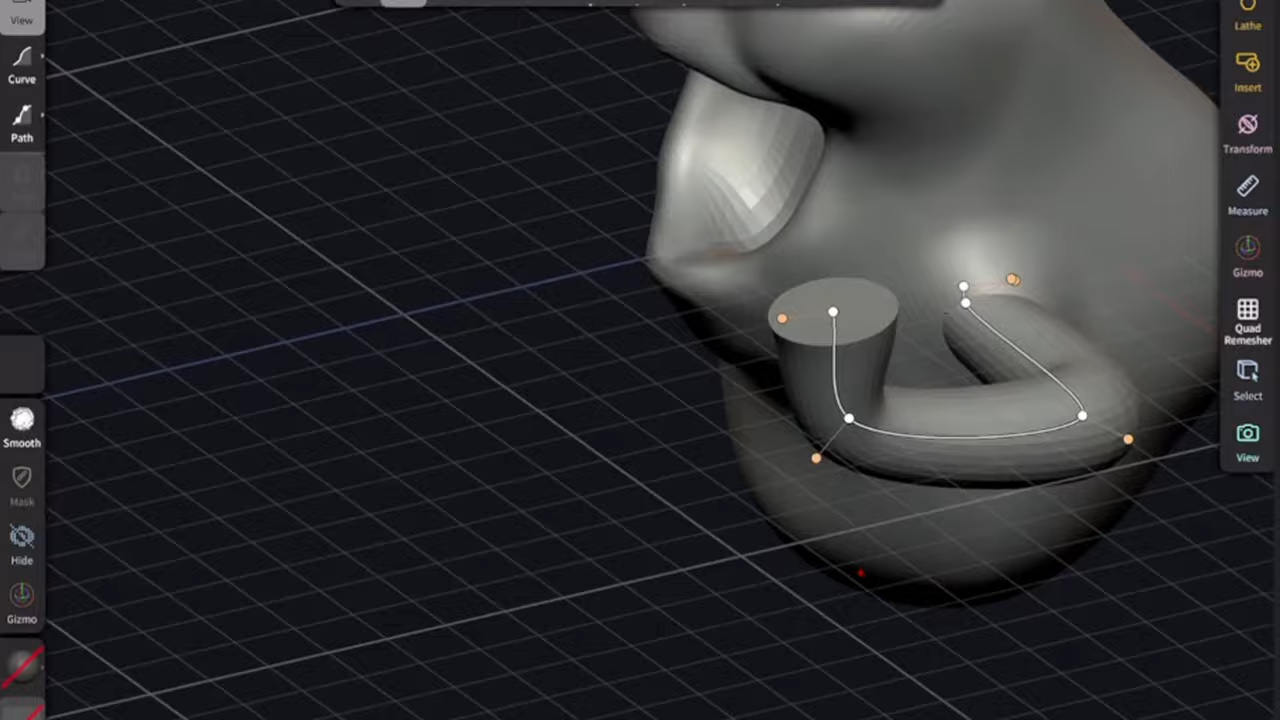 View
Curve
Path
Smooth
Mask
Hide
Gizmo
Lathe
Insert
Transform
Measure
Gizmo
Quad
Remesher
Select
View